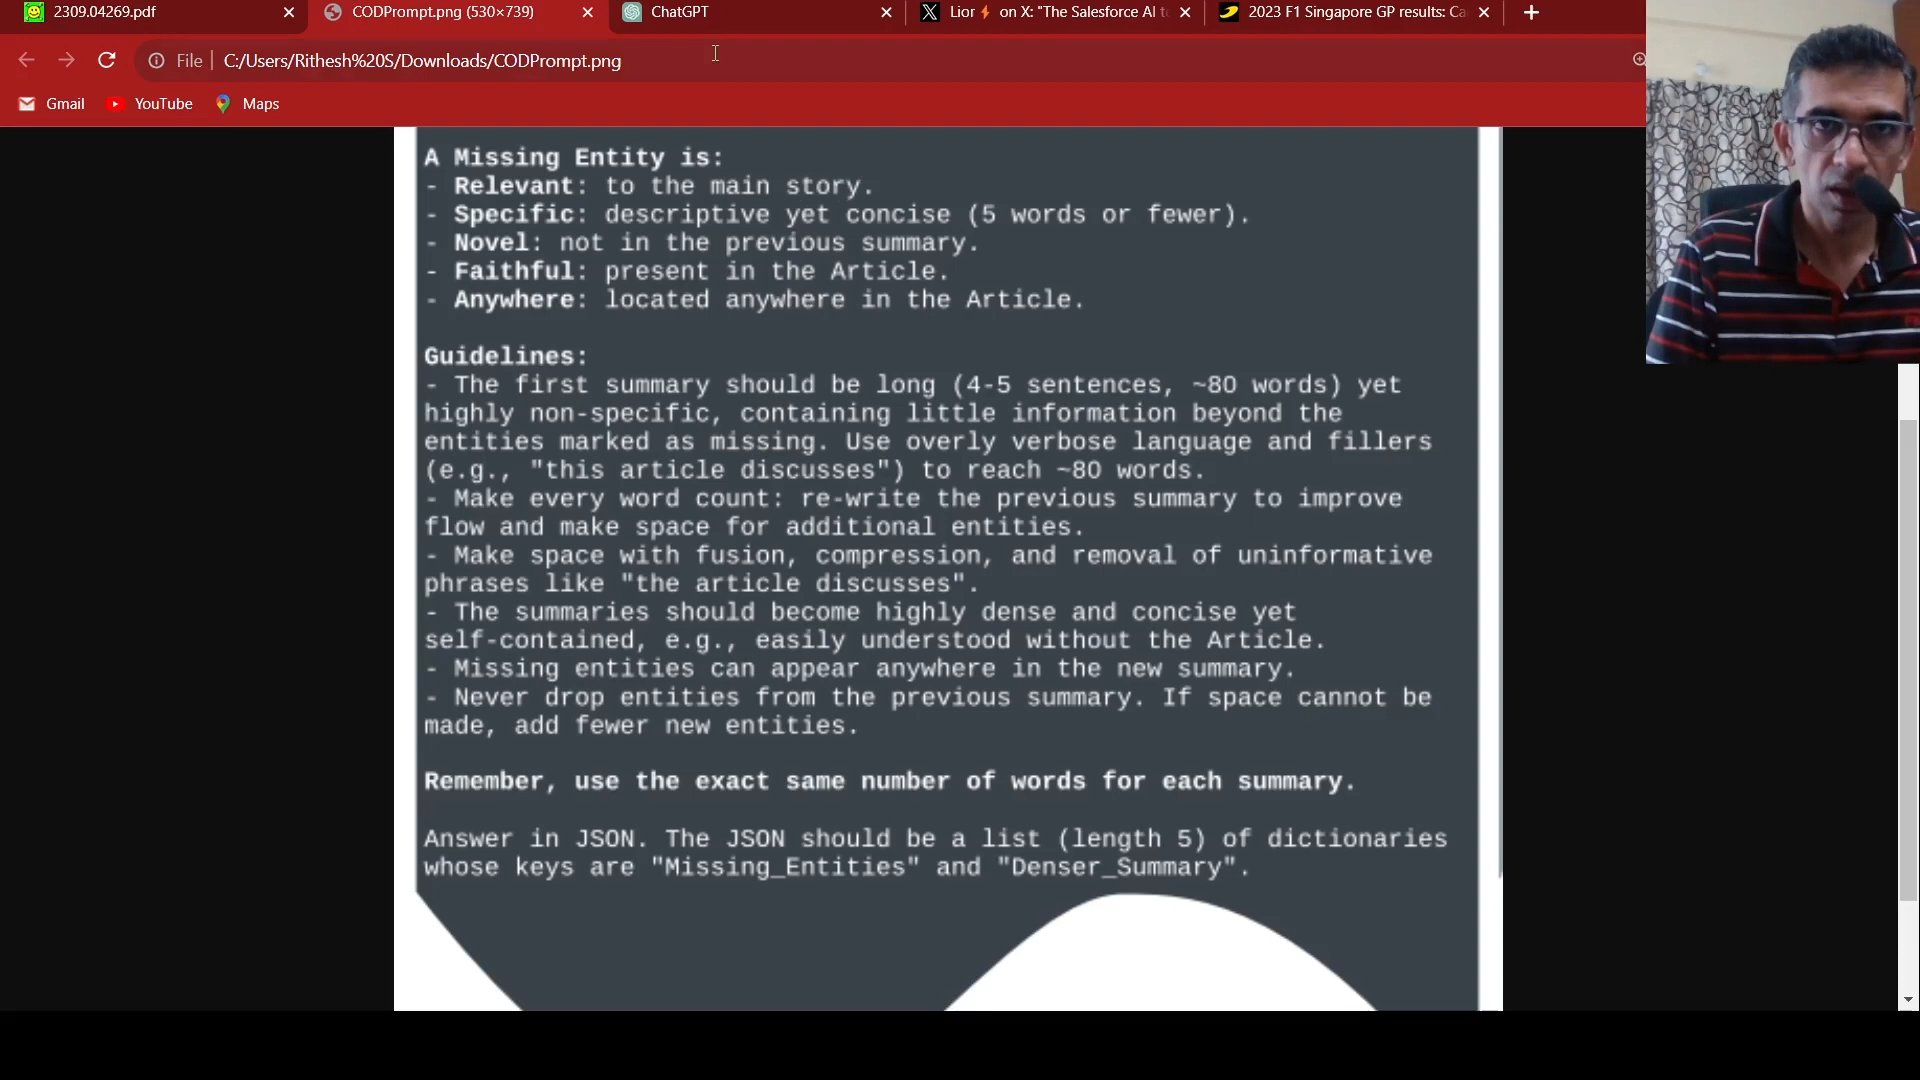 2309.04269.pdf
CODPrompt.png (530×739)
ChatGPT
Lior⚡ on X: "The Salesforce AI t
2023 F1 Singapore GP results: Ca
File
C:/Users/Rithesh%20S/Downloads/CODPrompt.png
Gmail
YouTube
Maps
A Missing Entity is:
- Relevant: to the main story.
- Specific: descriptive yet concise (5 words or fewer).
- Novel: not in the previous summary.
- Faithful: present in the Article.
- Anywhere: located anywhere in the Article.
Guidelines:
- The first summary should be long (4-5 sentences, ~80 words) yet
highly non-specific, containing little information beyond the
entities marked as missing. Use overly verbose language and fillers
(e.g., "this article discusses") to reach ~80 words.
- Make every word count: re-write the previous summary to improve
flow and make space for additional entities.
- Make space with fusion, compression, and removal of uninformative
phrases like "the article discusses".
- The summaries should become highly dense and concise yet
self-contained, e.g., easily understood without the Article.
- Missing entities can appear anywhere in the new summary.
- Never drop entities from the previous summary. If space cannot be
made, add fewer new entities.
Remember, use the exact same number of words for each summary.
Answer in JSON. The JSON should be a list (length 5) of dictionaries
whose keys are "Missing_Entities" and "Denser_Summary".